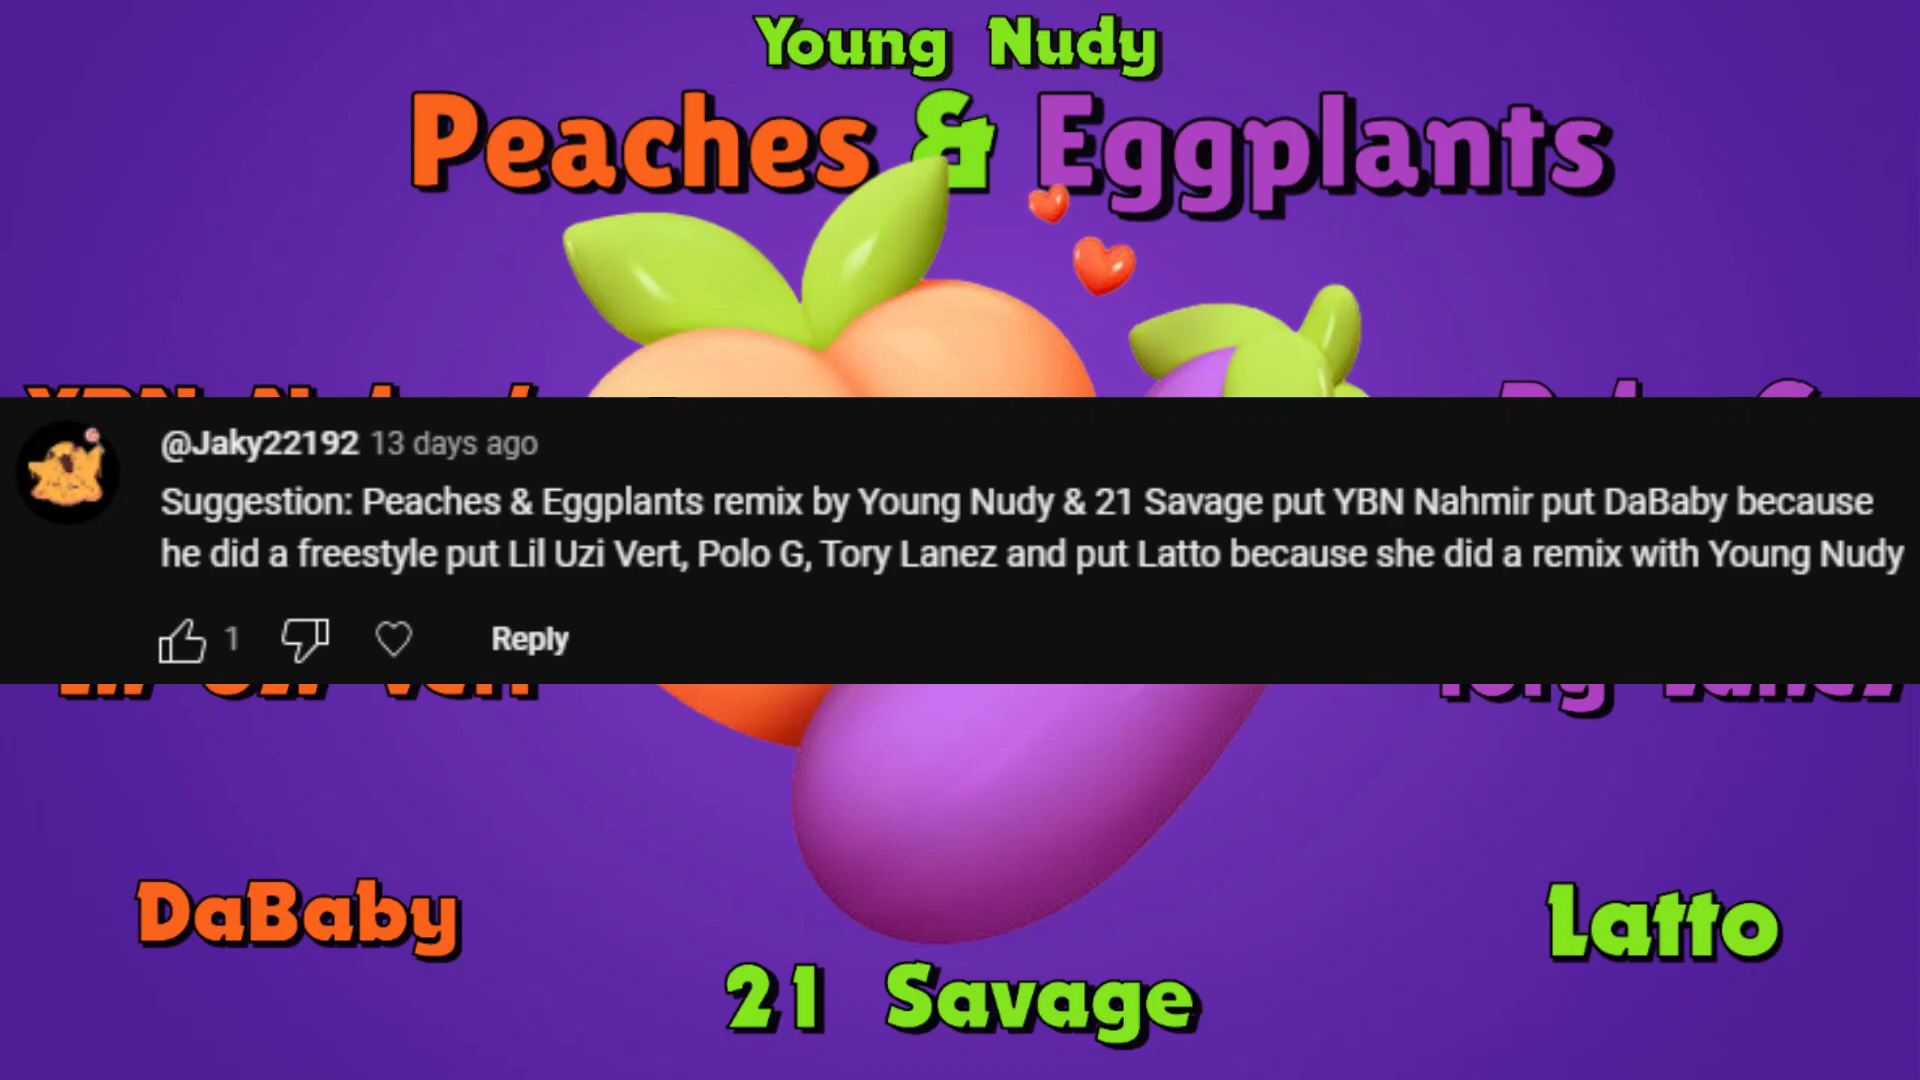 Young Nudy
Peaches & Eggplants
@Jaky22192 13 days ago
Suggestion: Peaches & Eggplants remix by Young Nudy & 21 Savage put YBN Nahmir put DaBaby because
he did a freestyle put Lil Uzi Vert, Polo G, Tory Lanez and put Latto because she did a remix with Young Nudy
1
Reply
DaBaby
Latto
21 Savage